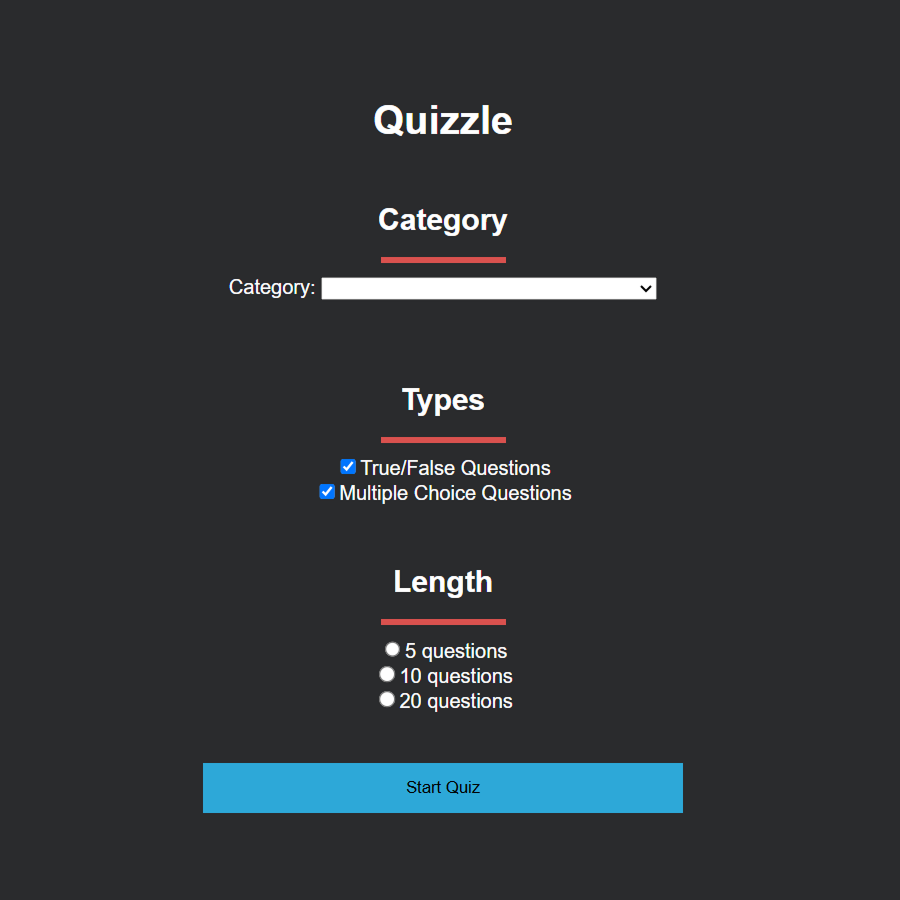 Quizzle
Category
Category:
Types
True/False Questions
Multiple Choice Questions
Length
5 questions
10 questions
20 questions
Start Quiz